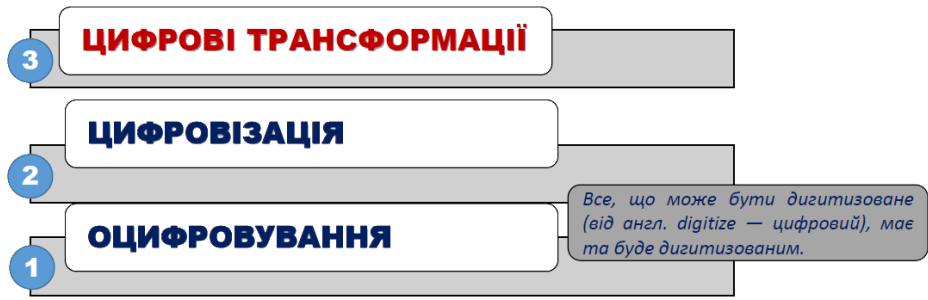 3
ЦИФРОВІ ТРАНСФОРМАЦІЇ
2
ЦИФРОВІЗАЦІЯ
1
ОЦИФРОВУВАННЯ
Все, що може бути дигитизоване
(від англ. digitize — цифровий), має
та буде дигитизованим.